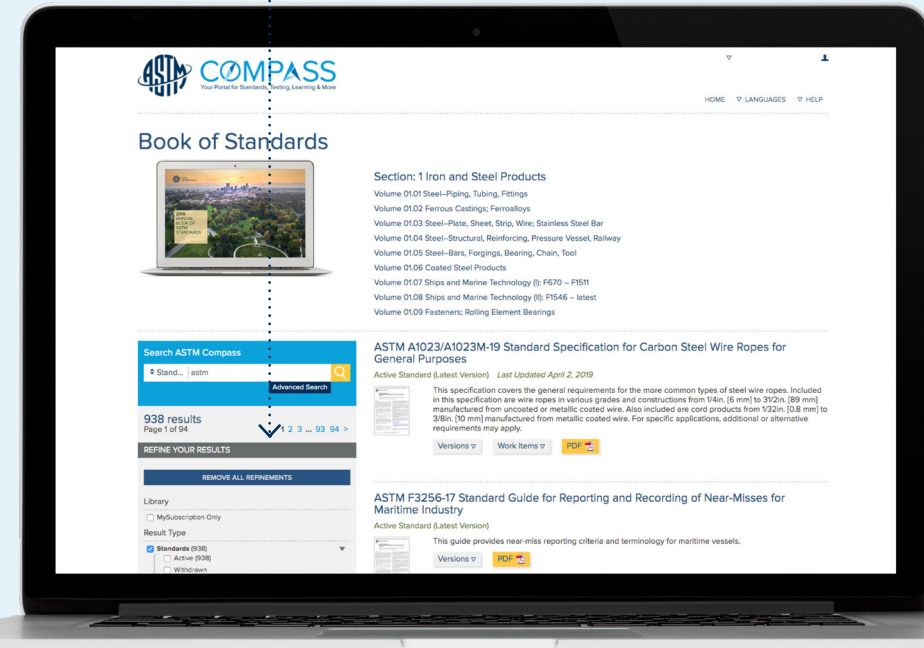 ASTM COMPASS
Your Portal for Standards, Testing, Learning & More
HOME ▽ LANGUAGES ▽ HELP
Book of Standards
2019
ANNUAL
BOOK OF
ASTM
STANDARDS
Section: 1 Iron and Steel Products
Volume 01.01 Steel–Piping, Tubing, Fittings
Volume 01.02 Ferrous Castings; Ferroalloys
Volume 01.03 Steel–Plate, Sheet, Strip, Wire; Stainless Steel Bar
Volume 01.04 Steel–Structural, Reinforcing, Pressure Vessel, Railway
Volume 01.05 Steel–Bars, Forgings, Bearing, Chain, Tool
Volume 01.06 Coated Steel Products
Volume 01.07 Ships and Marine Technology (I): F670 – F1511
Volume 01.08 Ships and Marine Technology (II): F1546 – latest
Volume 01.09 Fasteners; Rolling Element Bearings
Search ASTM Compass
Stand... astm
Advanced Search
938 results
Page 1 of 94
1 2 3 ... 93 94 >
REFINE YOUR RESULTS
REMOVE ALL REFINEMENTS
Library
MySubscription Only
Result Type
Standards (938)
Active (938)
Withdrawn
ASTM A1023/A1023M-19 Standard Specification for Carbon Steel Wire Ropes for
General Purposes
Active Standard (Latest Version) Last Updated April 2, 2019
This specification covers the general requirements for the more common types of steel wire ropes. Included
in this specification are wire ropes in various grades and constructions from 1/4in. [6 mm] to 31/2in. [89 mm]
manufactured from uncoated or metallic coated wire. Also included are cord products from 1/32in. [0.8 mm] to
3/8in. [10 mm] manufactured from metallic coated wire. For specific applications, additional or alternative
requirements may apply.
Versions ▽ Work Items ▽ PDF
ASTM F3256-17 Standard Guide for Reporting and Recording of Near-Misses for
Maritime Industry
Active Standard (Latest Version)
This guide provides near-miss reporting criteria and terminology for maritime vessels.
Versions ▽ PDF